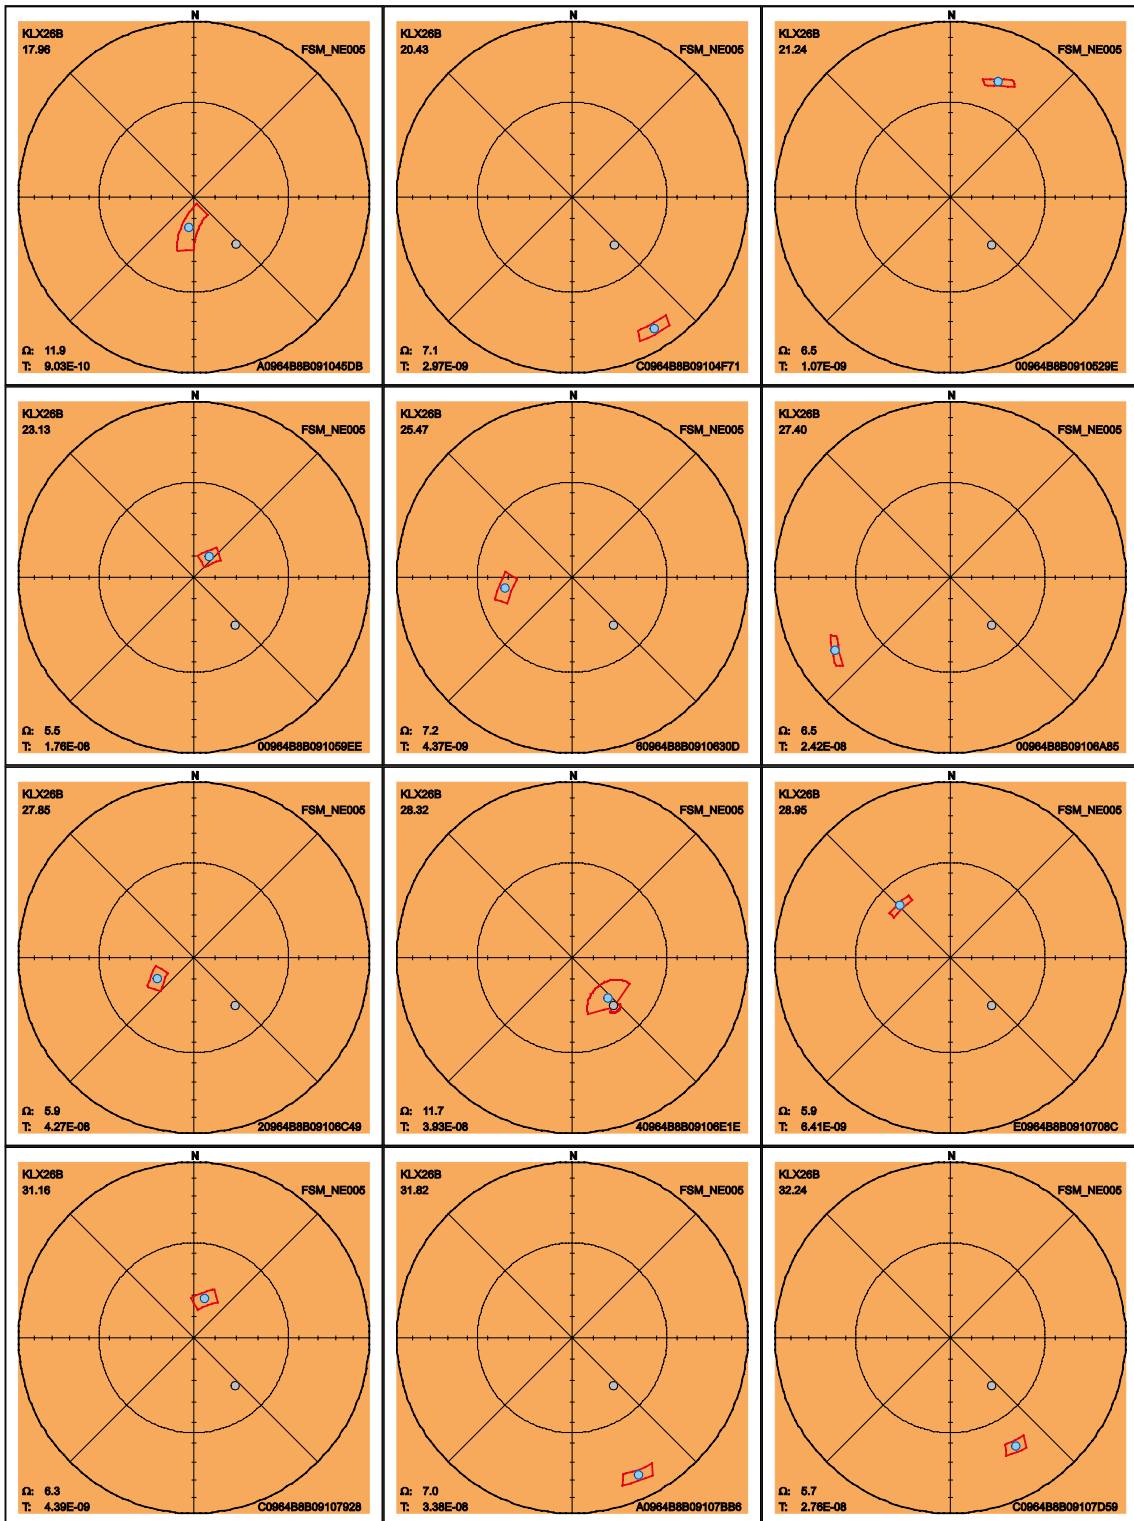 N
KLX26B
17.96 FSM_NE005
Ω: 11.9
T: 9.03E-10 A0964B8B091045DB
N
KLX26B
20.43 FSM_NE005
Ω: 7.1
T: 2.97E-09 C0964B8B09104F71
N
KLX26B
21.24 FSM_NE005
Ω: 6.5
T: 1.07E-09 00964B8B0910529E
N
KLX26B
23.13 FSM_NE005
Ω: 5.5
T: 1.76E-08 00964B8B091059EE
N
KLX26B
25.47 FSM_NE005
Ω: 7.2
T: 4.37E-09 60964B8B0910630D
N
KLX26B
27.40 FSM_NE005
Ω: 6.5
T: 2.42E-08 00964B8B09106A85
N
KLX26B
27.85 FSM_NE005
Ω: 5.9
T: 4.27E-08 20964B8B09106C49
N
KLX26B
28.32 FSM_NE005
Ω: 11.7
T: 3.93E-08 40964B8B09106E1E
N
KLX26B
28.95 FSM_NE005
Ω: 5.9
T: 6.41E-09 E0964B8B0910708C
N
KLX26B
31.16 FSM_NE005
Ω: 6.3
T: 4.39E-09 C0964B8B09107928
N
KLX26B
31.82 FSM_NE005
Ω: 7.0
T: 3.38E-08 A0964B8B09107BB6
N
KLX26B
32.24 FSM_NE005
Ω: 5.7
T: 2.76E-08 C0964B8B09107D59